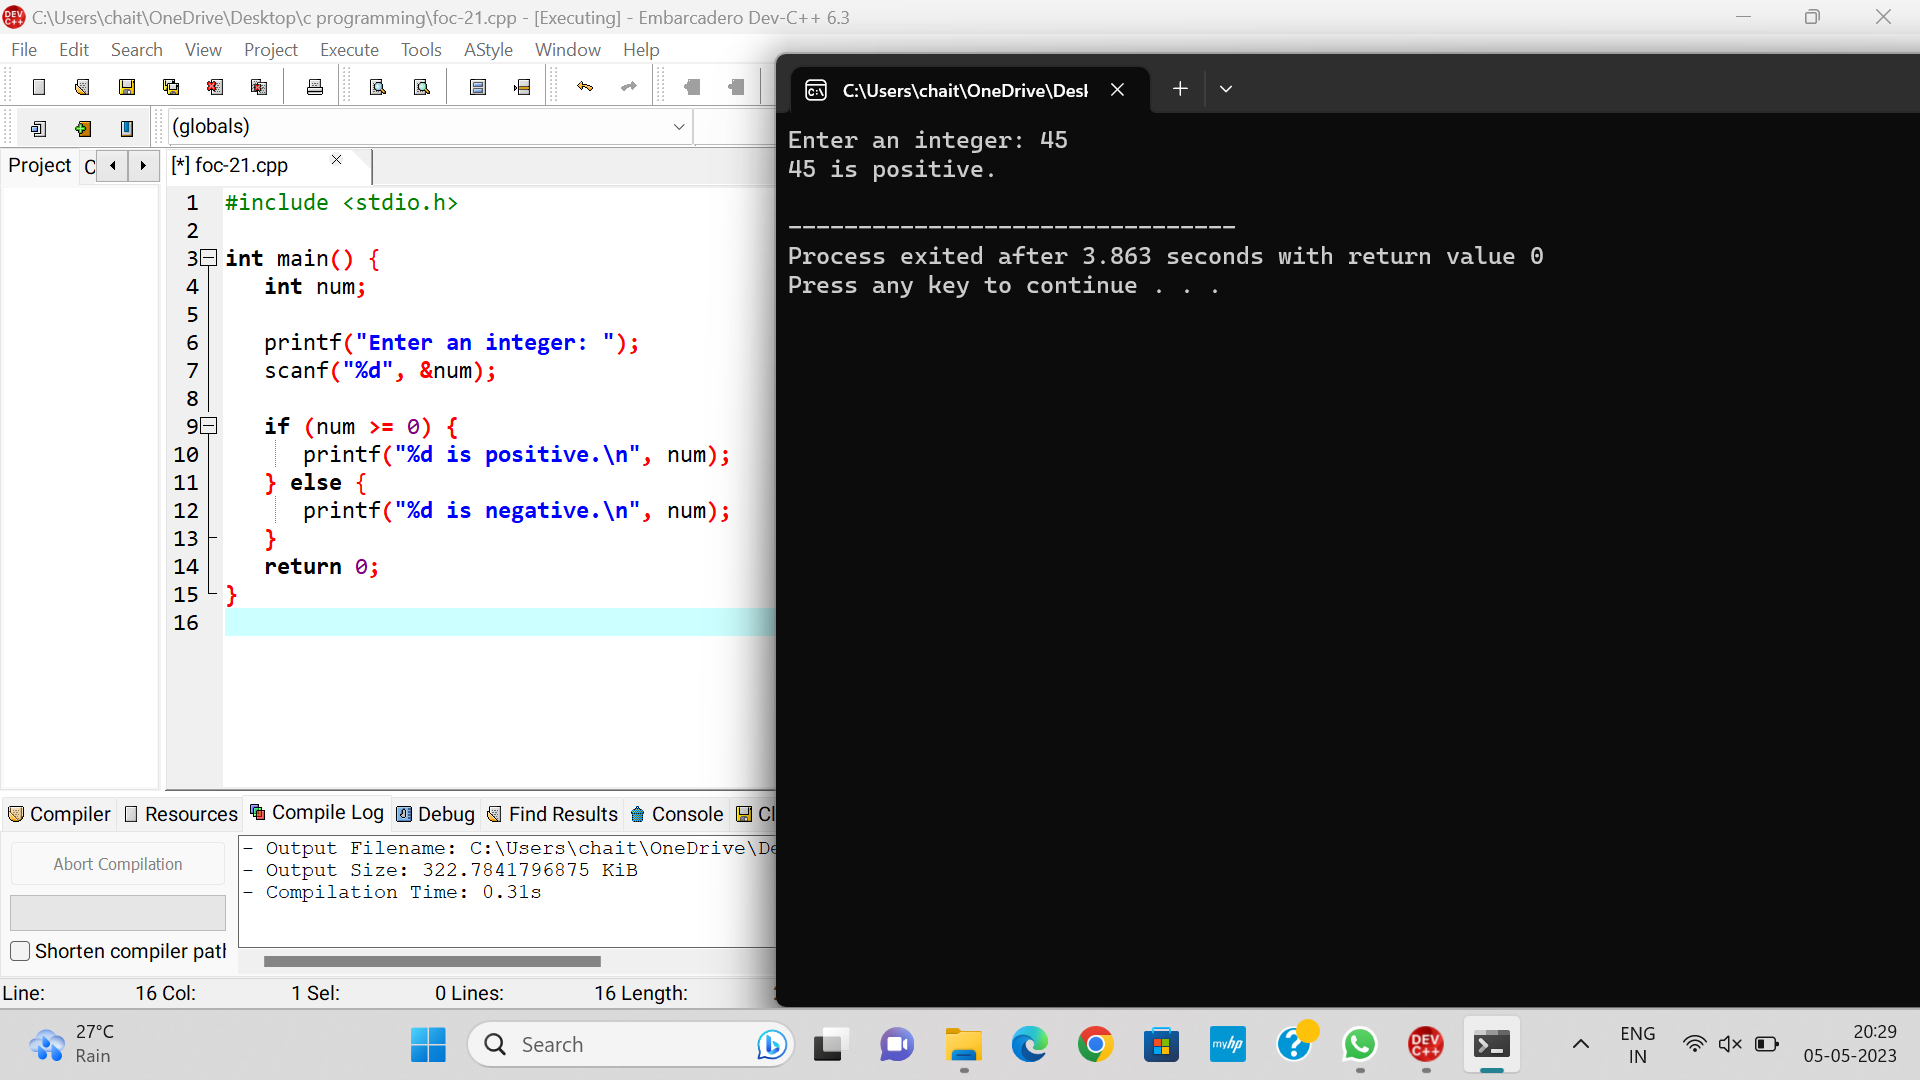 C:\Users\chait\OneDrive\Desktop\c programming\foc-21.cpp - [Executing] - Embarcadero Dev-C++ 6.3
File Edit Search View Project Execute Tools AStyle Window Help
(globals)
Project C
[*] foc-21.cpp
1 #include <stdio.h>
2
3 int main() {
4 int num;
5
6 printf("Enter an integer: ");
7 scanf("%d", &num);
8
9 if (num >= 0) {
10 printf("%d is positive.\n", num);
11 } else {
12 printf("%d is negative.\n", num);
13 }
14 return 0;
15 }
16
C:\Users\chait\OneDrive\Des
Enter an integer: 45
45 is positive.
--------------------------------
Process exited after 3.863 seconds with return value 0
Press any key to continue . . .
Compiler Resources Compile Log Debug Find Results Console Cl
Abort Compilation
Shorten compiler pat
- Output Filename: C:\Users\chait\OneDrive\De
- Output Size: 322.7841796875 KiB
- Compilation Time: 0.31s
Line: 16 Col: 1 Sel: 0 Lines: 16 Length:
27°C
Rain
Search
myhp
DEV C++
ENG
IN
20:29
05-05-2023